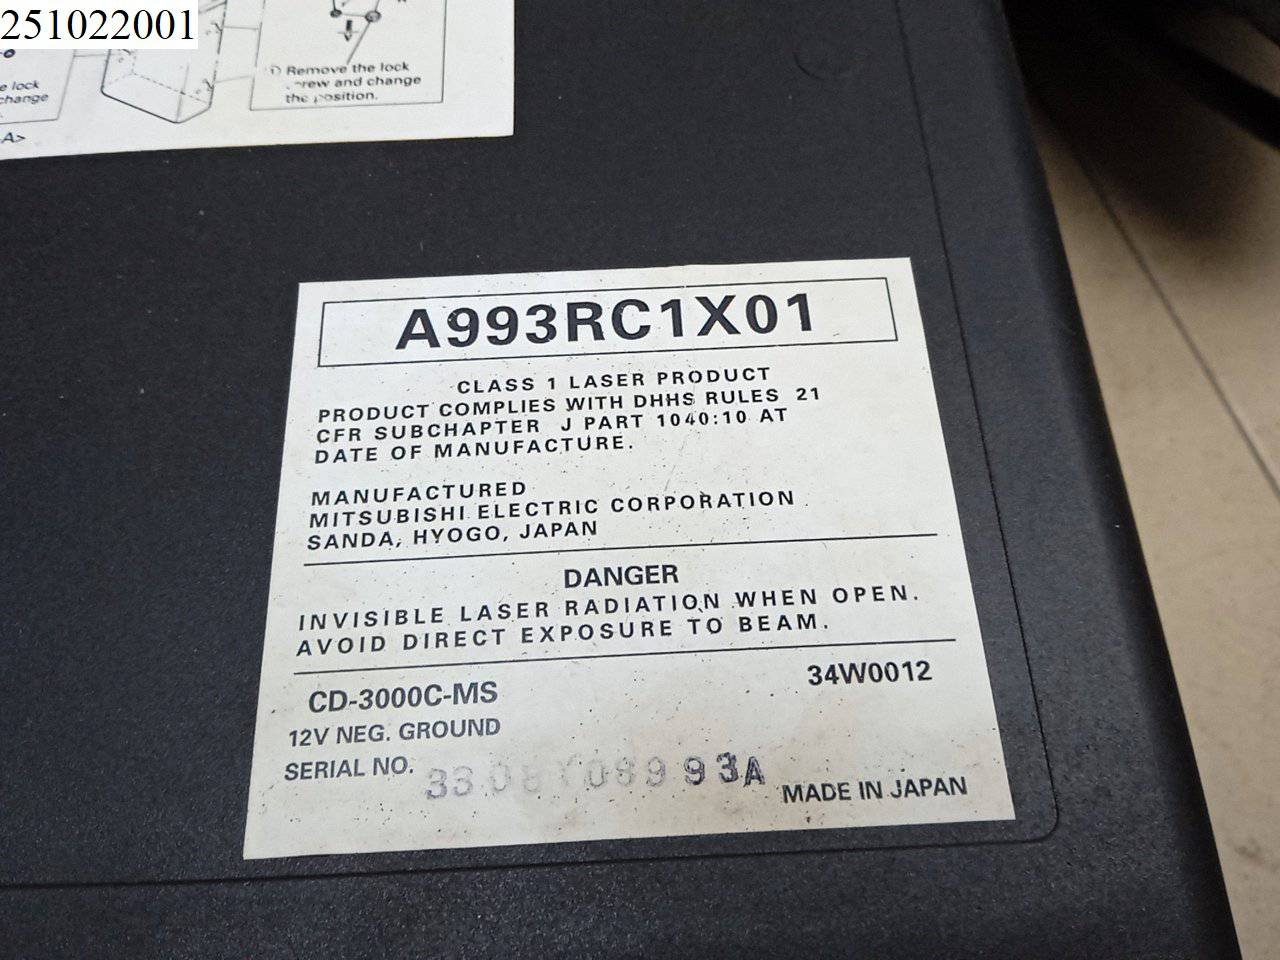 251022001
e lock
change
A>
Remove the lock
and change
the position.
A993RC1X01
CLASS 1 LASER PRODUCT
PRODUCT COMPLIES WITH DHHS RULES 21
CFR SUBCHAPTER J PART 1040:10 AT
DATE OF MANUFACTURE.
MANUFACTURED
MITSUBISHI ELECTRIC CORPORATION
SANDA, HYOGO, JAPAN
DANGER
INVISIBLE LASER RADIATION WHEN OPEN.
AVOID DIRECT EXPOSURE TO BEAM.
CD-3000C-MS 34W0012
12V NEG. GROUND
SERIAL NO.
MADE IN JAPAN